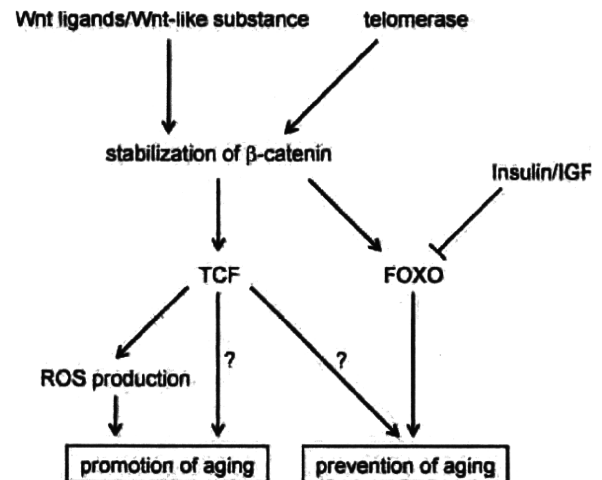 Wnt ligands/Wnt-like substance
telomerase
stabilization of β-catenin
Insulin/IGF
TCF
FOXO
?
?
ROS production
promotion of aging
prevention of aging